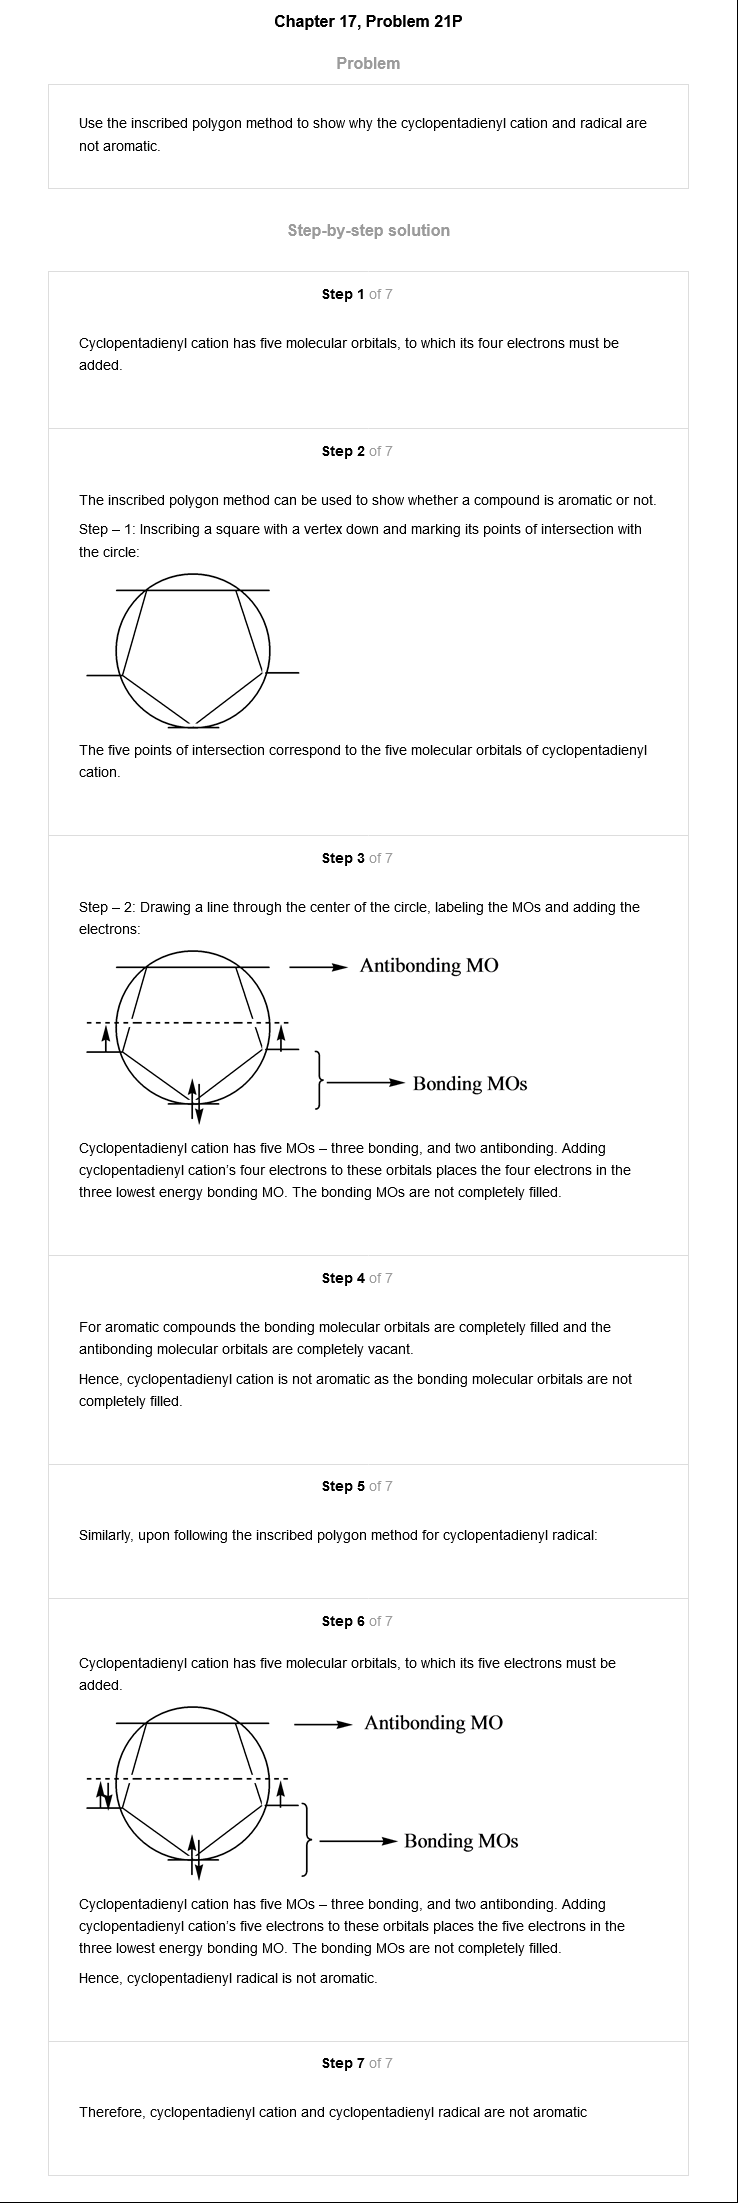 Chapter 17, Problem 21P
Problem
Use the inscribed polygon method to show why the cyclopentadienyl cation and radical are
not aromatic.
Step-by-step solution
Step 1 of 7
Cyclopentadienyl cation has five molecular orbitals, to which its four electrons must be
added.
Step 2 of 7
The inscribed polygon method can be used to show whether a compound is aromatic or not.
Step – 1: Inscribing a square with a vertex down and marking its points of intersection with
the circle:
The five points of intersection correspond to the five molecular orbitals of cyclopentadienyl
cation.
Step 3 of 7
Step – 2: Drawing a line through the center of the circle, labeling the MOs and adding the
electrons:
Antibonding MO
Bonding MOs
Cyclopentadienyl cation has five MOs – three bonding, and two antibonding. Adding
cyclopentadienyl cation's four electrons to these orbitals places the four electrons in the
three lowest energy bonding MO. The bonding MOs are not completely filled.
Step 4 of 7
For aromatic compounds the bonding molecular orbitals are completely filled and the
antibonding molecular orbitals are completely vacant.
Hence, cyclopentadienyl cation is not aromatic as the bonding molecular orbitals are not
completely filled.
Step 5 of 7
Similarly, upon following the inscribed polygon method for cyclopentadienyl radical:
Step 6 of 7
Cyclopentadienyl cation has five molecular orbitals, to which its five electrons must be
added.
Antibonding MO
Bonding MOs
Cyclopentadienyl cation has five MOs – three bonding, and two antibonding. Adding
cyclopentadienyl cation's five electrons to these orbitals places the five electrons in the
three lowest energy bonding MO. The bonding MOs are not completely filled.
Hence, cyclopentadienyl radical is not aromatic.
Step 7 of 7
Therefore, cyclopentadienyl cation and cyclopentadienyl radical are not aromatic